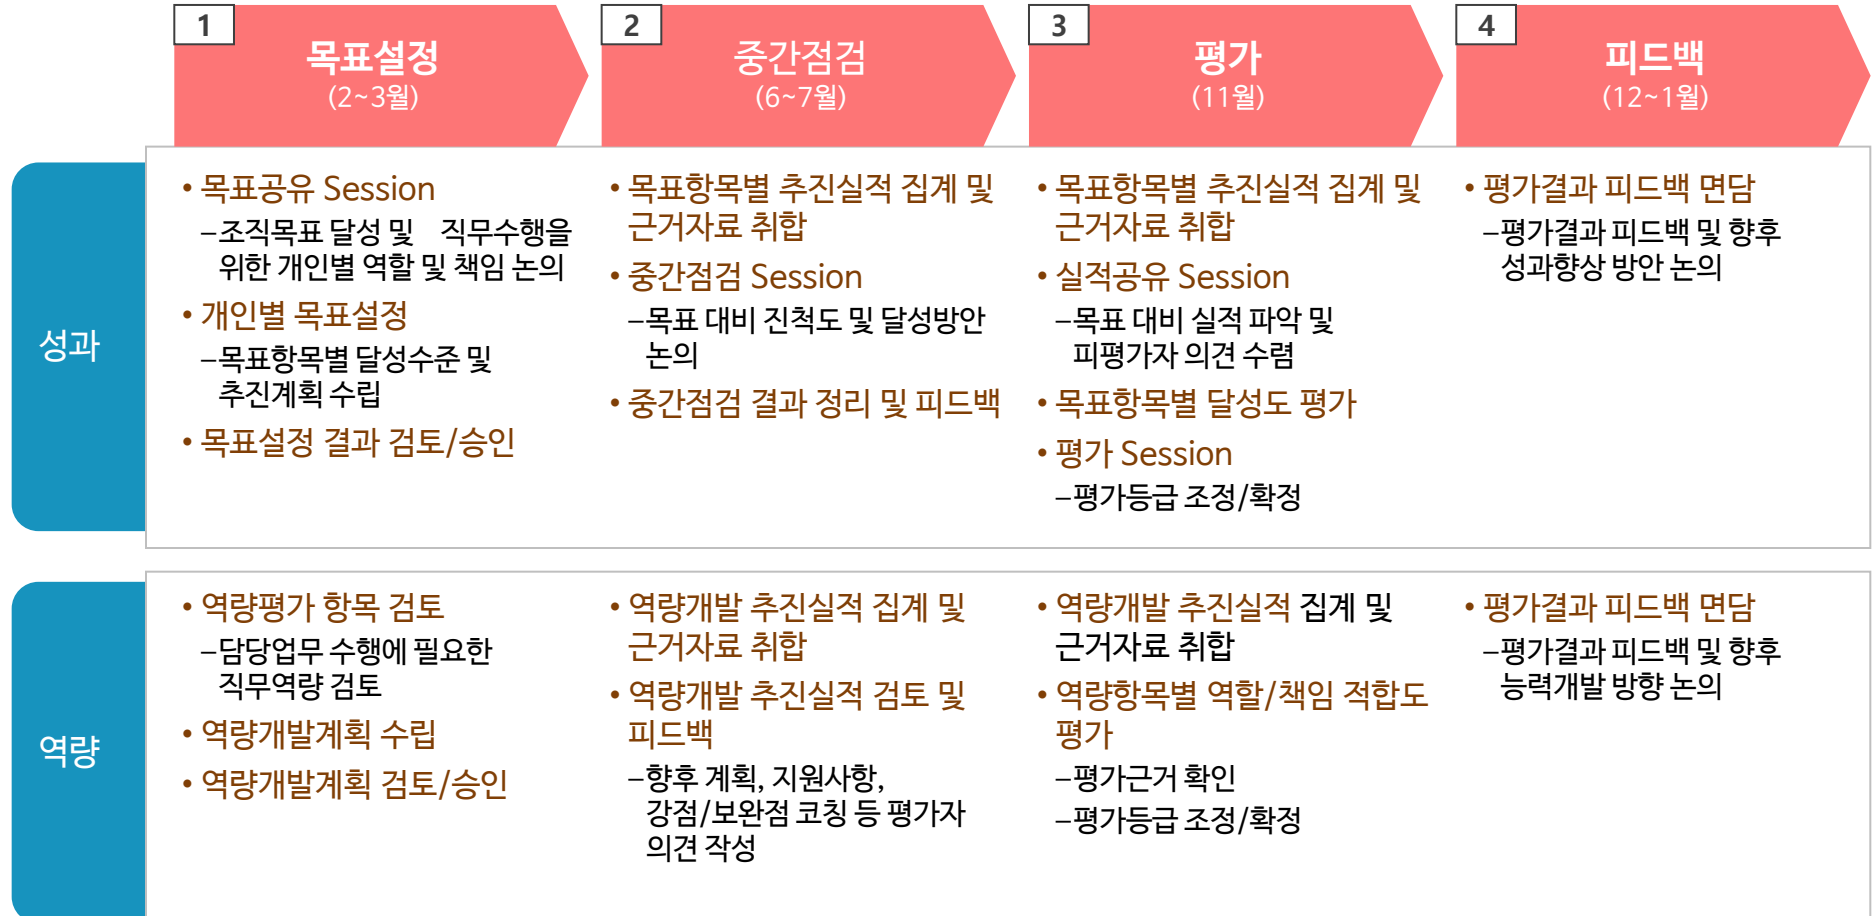 1
목표설정
(2~3월)
2
중간점검
(6~7월)
3
평가
(11월)
4
피드백
(12~1월)
성과
• 목표공유 Session
–조직목표 달성 및 직무수행을
위한 개인별 역할 및 책임 논의
• 개인별 목표설정
–목표항목별 달성수준 및
추진계획 수립
• 목표설정 결과 검토/승인
• 목표항목별 추진실적 집계 및
근거자료 취합
• 중간점검 Session
–목표 대비 진척도 및 달성방안
논의
• 중간점검 결과 정리 및 피드백
• 목표항목별 추진실적 집계 및
근거자료 취합
• 실적공유 Session
–목표 대비 실적 파악 및
피평가자 의견 수렴
• 목표항목별 달성도 평가
• 평가 Session
–평가등급 조정/확정
• 평가결과 피드백 면담
–평가결과 피드백 및 향후
성과향상 방안 논의
역량
• 역량평가 항목 검토
–담당업무 수행에 필요한
직무역량 검토
• 역량개발계획 수립
• 역량개발계획 검토/승인
• 역량개발 추진실적 집계 및
근거자료 취합
• 역량개발 추진실적 검토 및
피드백
–향후 계획, 지원사항,
강점/보완점 코칭 등 평가자
의견 작성
• 역량개발 추진실적 집계 및
근거자료 취합
• 역량항목별 역할/책임 적합도
평가
–평가근거 확인
–평가등급 조정/확정
• 평가결과 피드백 면담
–평가결과 피드백 및 향후
능력개발 방향 논의